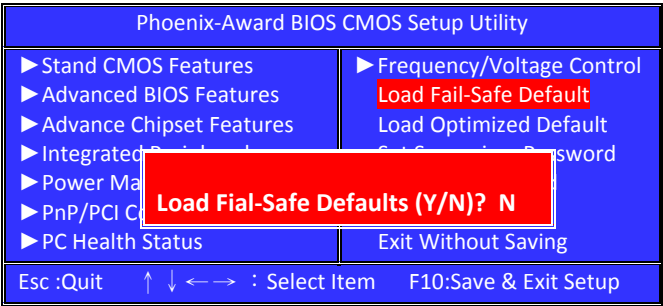 Phoenix-Award BIOS CMOS Setup Utility
►Stand CMOS Features
►Advanced BIOS Features
►Advance Chipset Features
►Integrated
►Power Ma
►PnP/PCI C
►PC Health Status
►Frequency/Voltage Control
Load Fail-Safe Default
Load Optimized Default
Password
Exit Without Saving
Load Fial-Safe Defaults (Y/N)? N
Esc :Quit ↑↓←→：Select Item F10:Save & Exit Setup